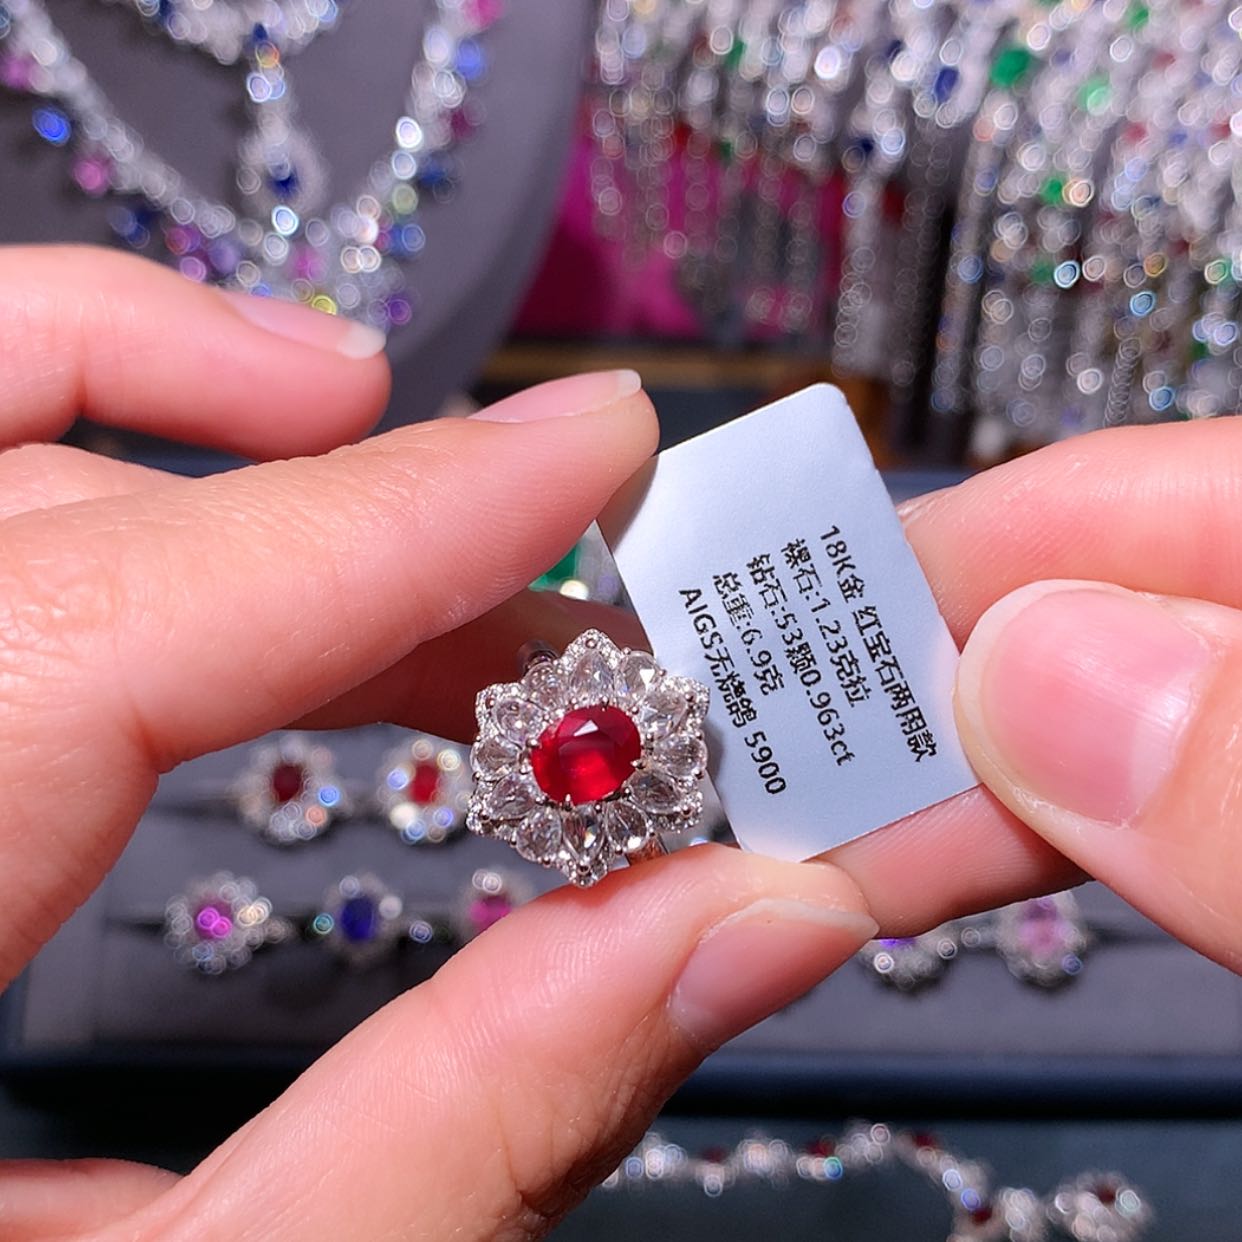 18K金 红宝石两用款
裸石:1.23克拉
钻石:53颗0.963ct
总重:6.9克
AIGS无烧鸽 5900